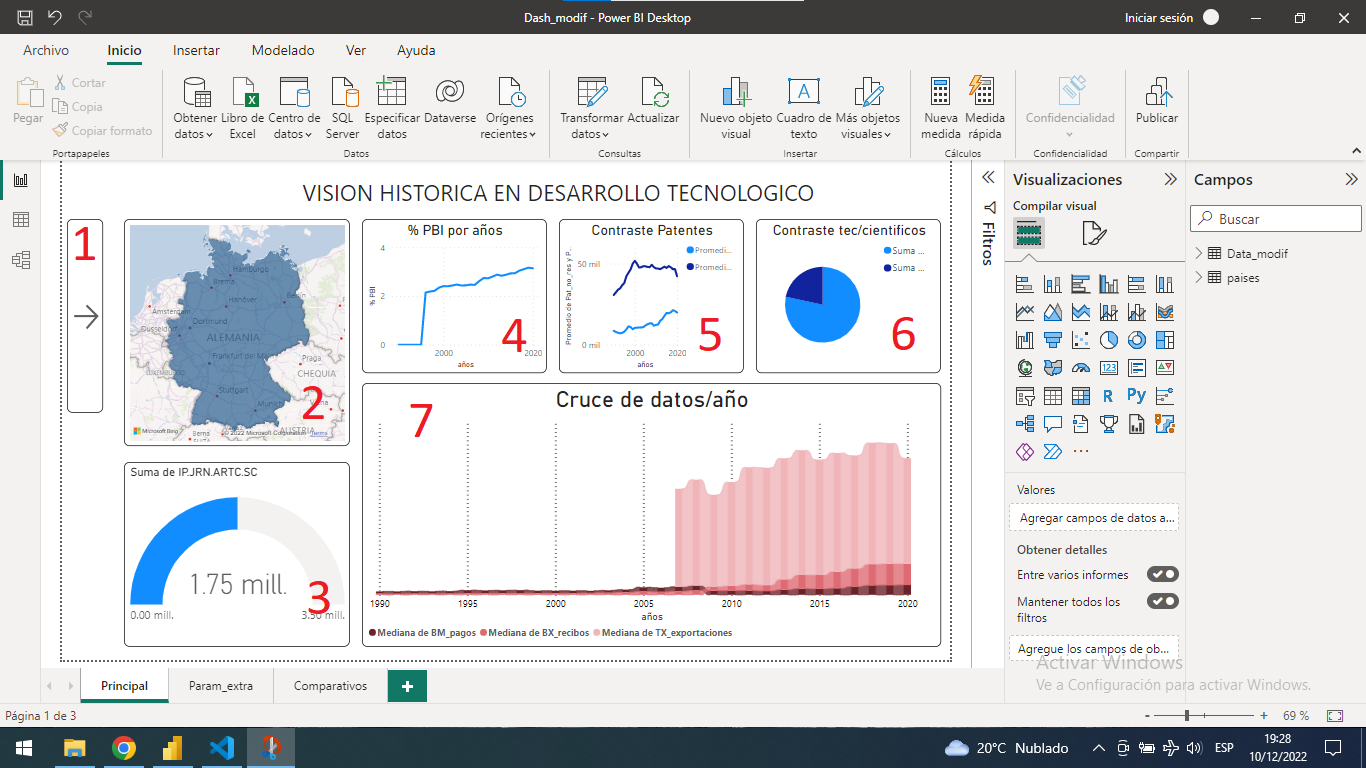 Dash_modif - Power BI Desktop
Iniciar sesión
Archivo Inicio Insertar Modelado Ver Ayuda
Pegar
Cortar
Copia
Copiar formato
Portapapeles
Obtener datos
Libro de Excel
Centro de datos
SQL Server
Especificar datos
Dataverse
Orígenes recientes
Datos
Transformar datos
Actualizar
Consultas
Nuevo objeto visual
Cuadro de texto
Más objetos visuales
Insertar
Nueva medida
Medida rápida
Cálculos
Confidencialidad
Confidencialidad
Publicar
Compartir
VISION HISTORICA EN DESARROLLO TECNOLOGICO
1
Hamburgo
Brema
Berlín
Hanóver
Ámsterdam
Dusseldorf
Dortmund
ALEMANIA
Frankfurt del
Praga
CHEQUIA
LUXEMBURGO
Stuttgart
Munich
Viena
AUSTRIA
Berna
SUIZA
Microsoft Bing
© 2022 Microsoft Corporation Terms
2
Suma de IP.JRN.ARTC.SC
1.75 mill.
0.00 mill.
3.50 mill.
3
% PBI por años
4
2
0
% PBI
2000
2020
años
4
Contraste Patentes
Promedi...
Promedi...
50 mil
0 mil
Promedio de Pat_no_res y P...
2000
2020
años
5
Contraste tec/cientificos
Suma ...
Suma ...
6
7
Cruce de datos/año
1990 1995 2000 2005 2010 2015 2020
años
Mediana de BM_pagos Mediana de BX_recibos Mediana de TX_exportaciones
Filtros
Visualizaciones
Compilar visual
R
Py
123
...
Valores
Agregar campos de datos a...
Obtener detalles
Entre varios informes
Mantener todos los filtros
Agregue los campos de ob...
Campos
Buscar
Data_modif
paises
Activar Windows
Ve a Configuración para activar Windows.
Principal Param_extra Comparativos +
Página 1 de 3
- + 69 %
20°C Nublado
ESP
19:28
10/12/2022